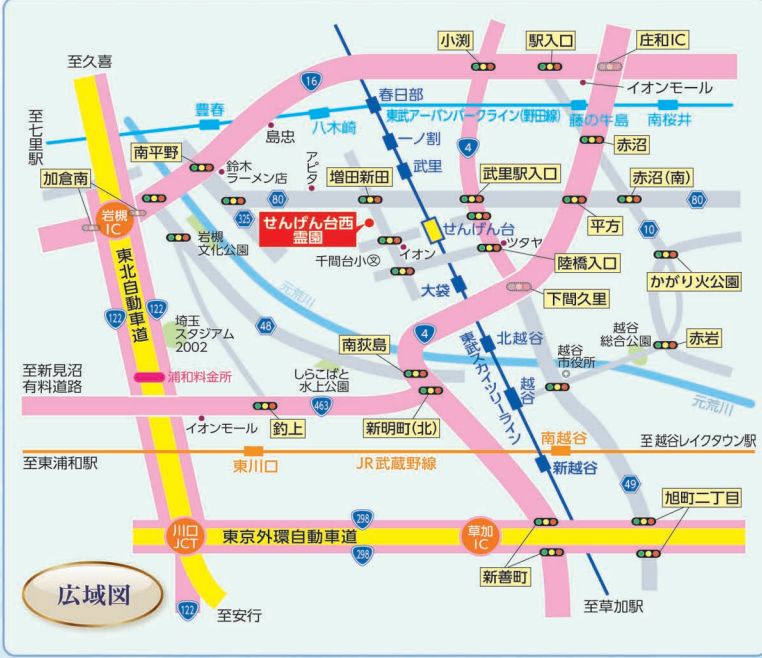 小渕
駅入口
庄和IC
至久喜
16
イオンモール
春日部
豊春
八木崎
東武アーバンパークライン(野田線)
藤の牛島
南桜井
至七里駅
島忠
一ノ割
4
赤沼
南平野
鈴木
ラーメン店
アピタ
武里
加倉南
増田新田
武里駅入口
赤沼(南)
80
80
325
岩槻
IC
せんげん台西
霊園
せんげん台
平方
10
岩槻
文化公園
イオン
ツタヤ
千間台小文
陸橋入口
かがり火公園
東北自動車道
大袋
下間久里
元荒川
122
122
埼玉
スタジアム
2002
48
4
北越谷
越谷
総合公園
赤岩
南荻島
東武スカイツリーライン
越谷
市役所
至新見沼
有料道路
浦和料金所
しらこばと
水上公園
越谷
元荒川
463
イオンモール
釣上
新明町(北)
南越谷
至越谷レイクタウン駅
至東浦和駅
東川口
JR武蔵野線
新越谷
49
旭町二丁目
298
川口
JCT
東京外環自動車道
草加
IC
298
新善町
広域図
122
至安行
至草加駅